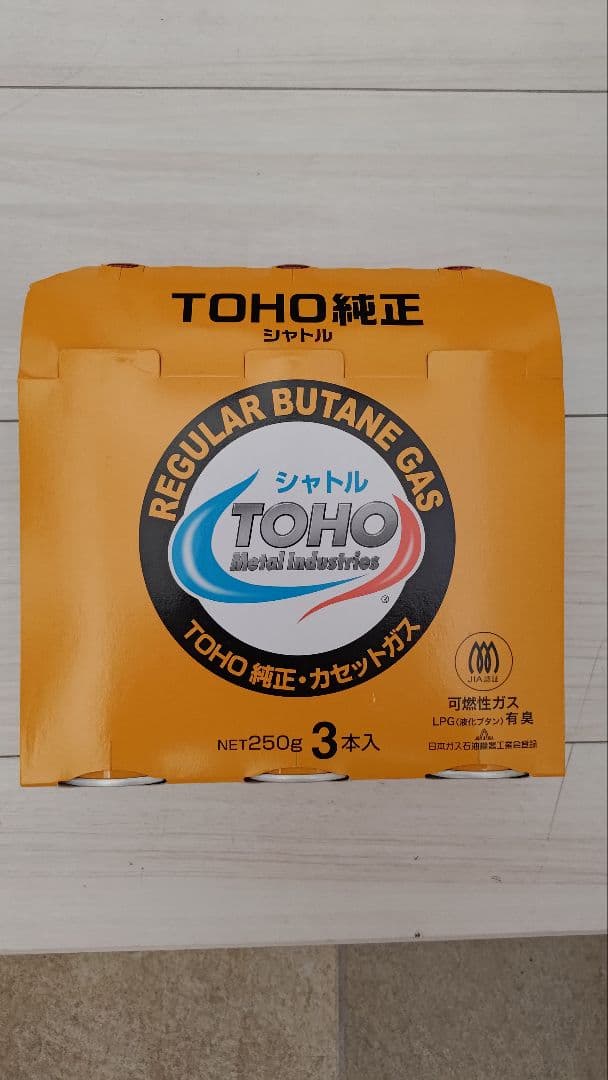 TOHO純正
シャトル
REGULAR BUTANE GAS
シャトル
TOHO
Metal Industries
TOHO 純正・カセットガス
JIA認証
可燃性ガス
LPG(液化ブタン)有臭
NET250g 3本入
日本ガス石油機器工業会登録